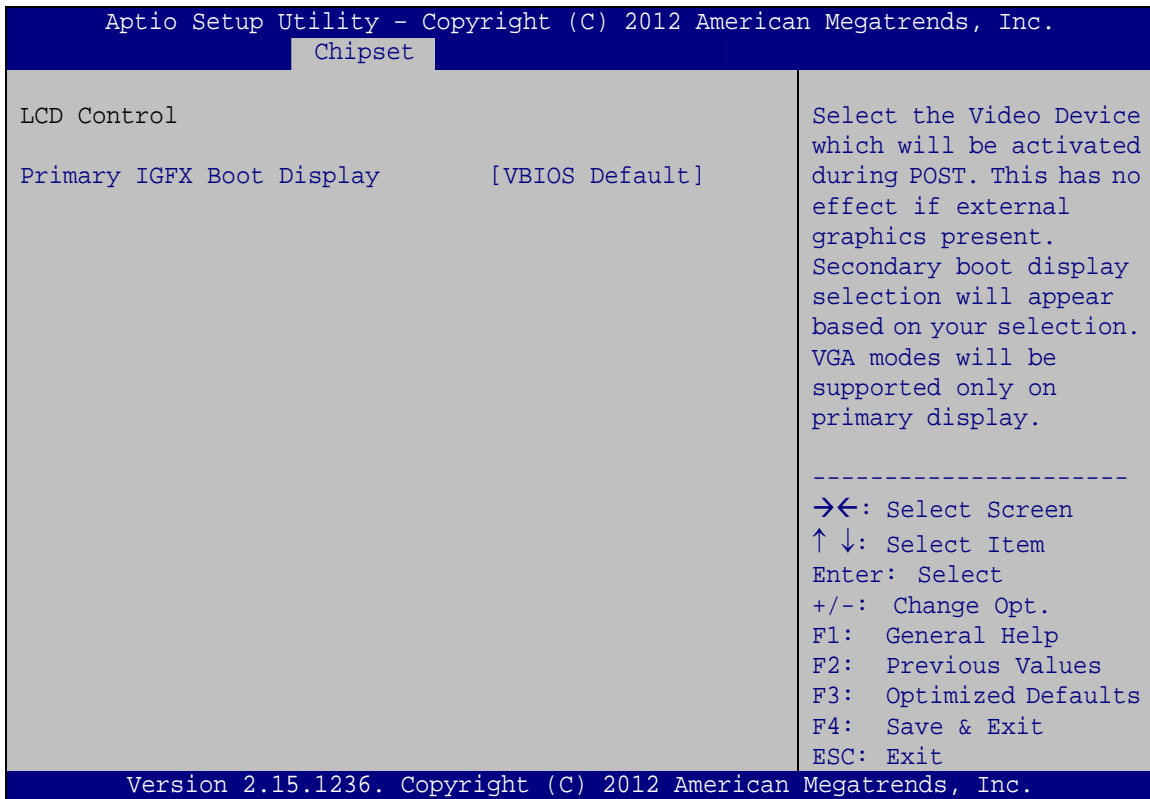 Aptio Setup Utility – Copyright (C) 2012 American Megatrends, Inc.
Chipset
LCD Control
Primary IGFX Boot Display [VBIOS Default]
Select the Video Device
which will be activated
during POST. This has no
effect if external
graphics present.
Secondary boot display
selection will appear
based on your selection.
VGA modes will be
supported only on
primary display.
----------------------
→←: Select Screen
↑ ↓: Select Item
Enter: Select
+/-: Change Opt.
F1: General Help
F2: Previous Values
F3: Optimized Defaults
F4: Save & Exit
ESC: Exit
Version 2.15.1236. Copyright (C) 2012 American Megatrends, Inc.